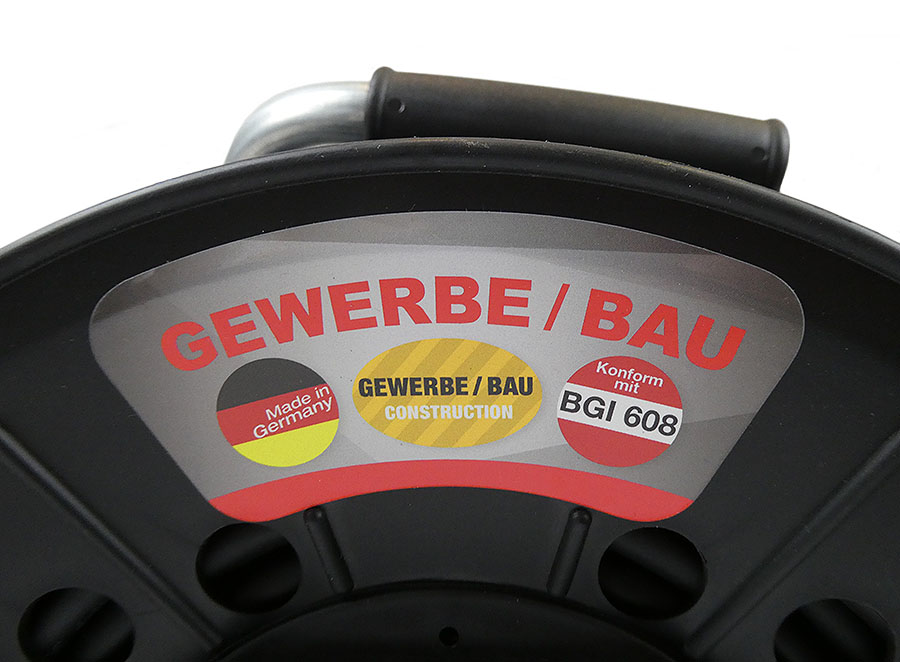 GEWERBE / BAU
Made in
Germany
GEWERBE / BAU
CONSTRUCTION
Konform
mit
BGI 608